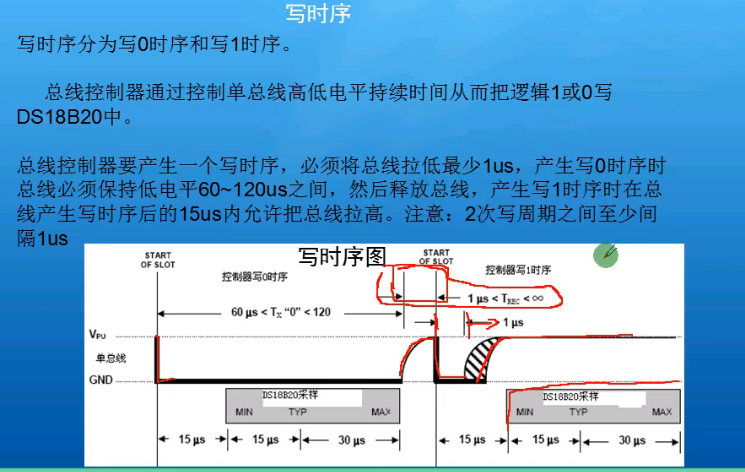 写时序
写时序分为写0时序和写1时序。
总线控制器通过控制单总线高低电平持续时间从而把逻辑1或0写
DS18B20中。
总线控制器要产生一个写时序，必须将总线拉低最少1us，产生写0时序时
总线必须保持低电平60~120us之间，然后释放总线，产生写1时序时在总
线产生写时序后的15us内允许把总线拉高。注意：2次写周期之间至少间
隔1us
START
OF SLOT
写时序图
START
OF SLOT
控制器写0时序
控制器写1时序
60 µs < TX "0" < 120
1 µs < TREC < ∞
1 µs
VPU
单总线
GND
DS18B20采样
MIN TYP MAX
DS18B20采样
MIN TYP MAX
15 µs 15 µs 30 µs
15 µs 15 µs 30 µs